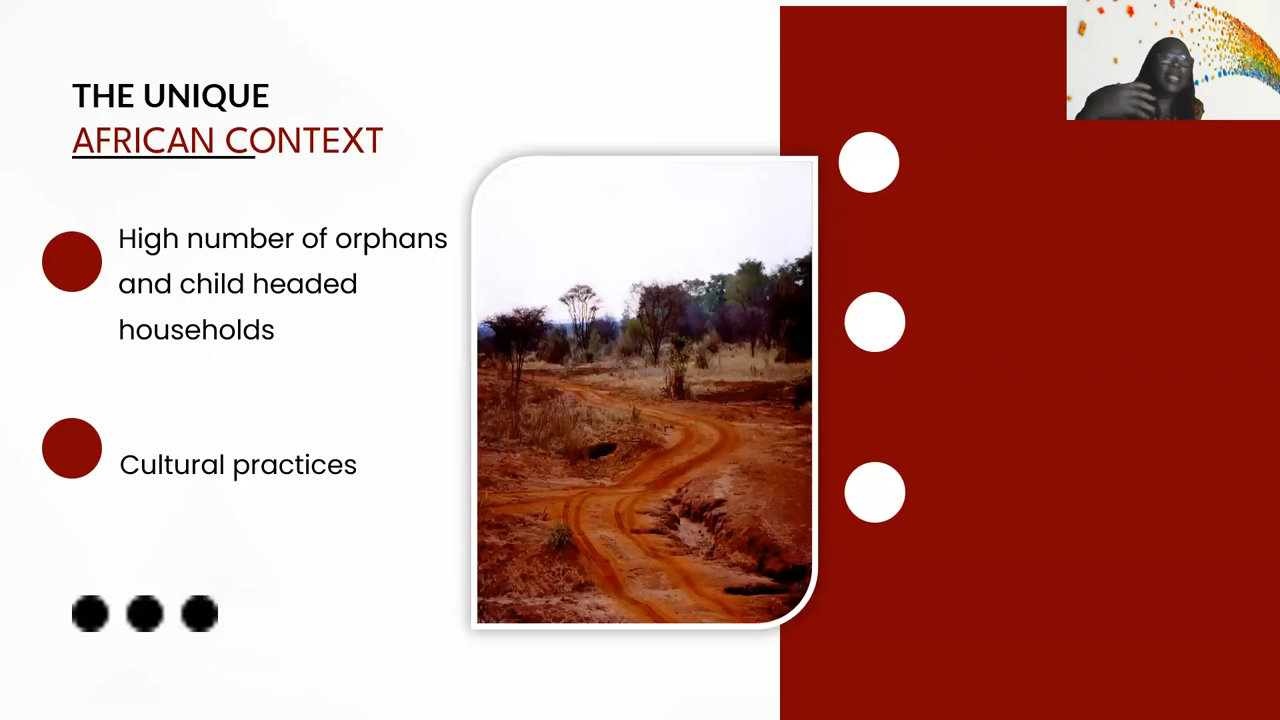 THE UNIQUE
AFRICAN CONTEXT
High number of orphans
and child headed
households
Cultural practices